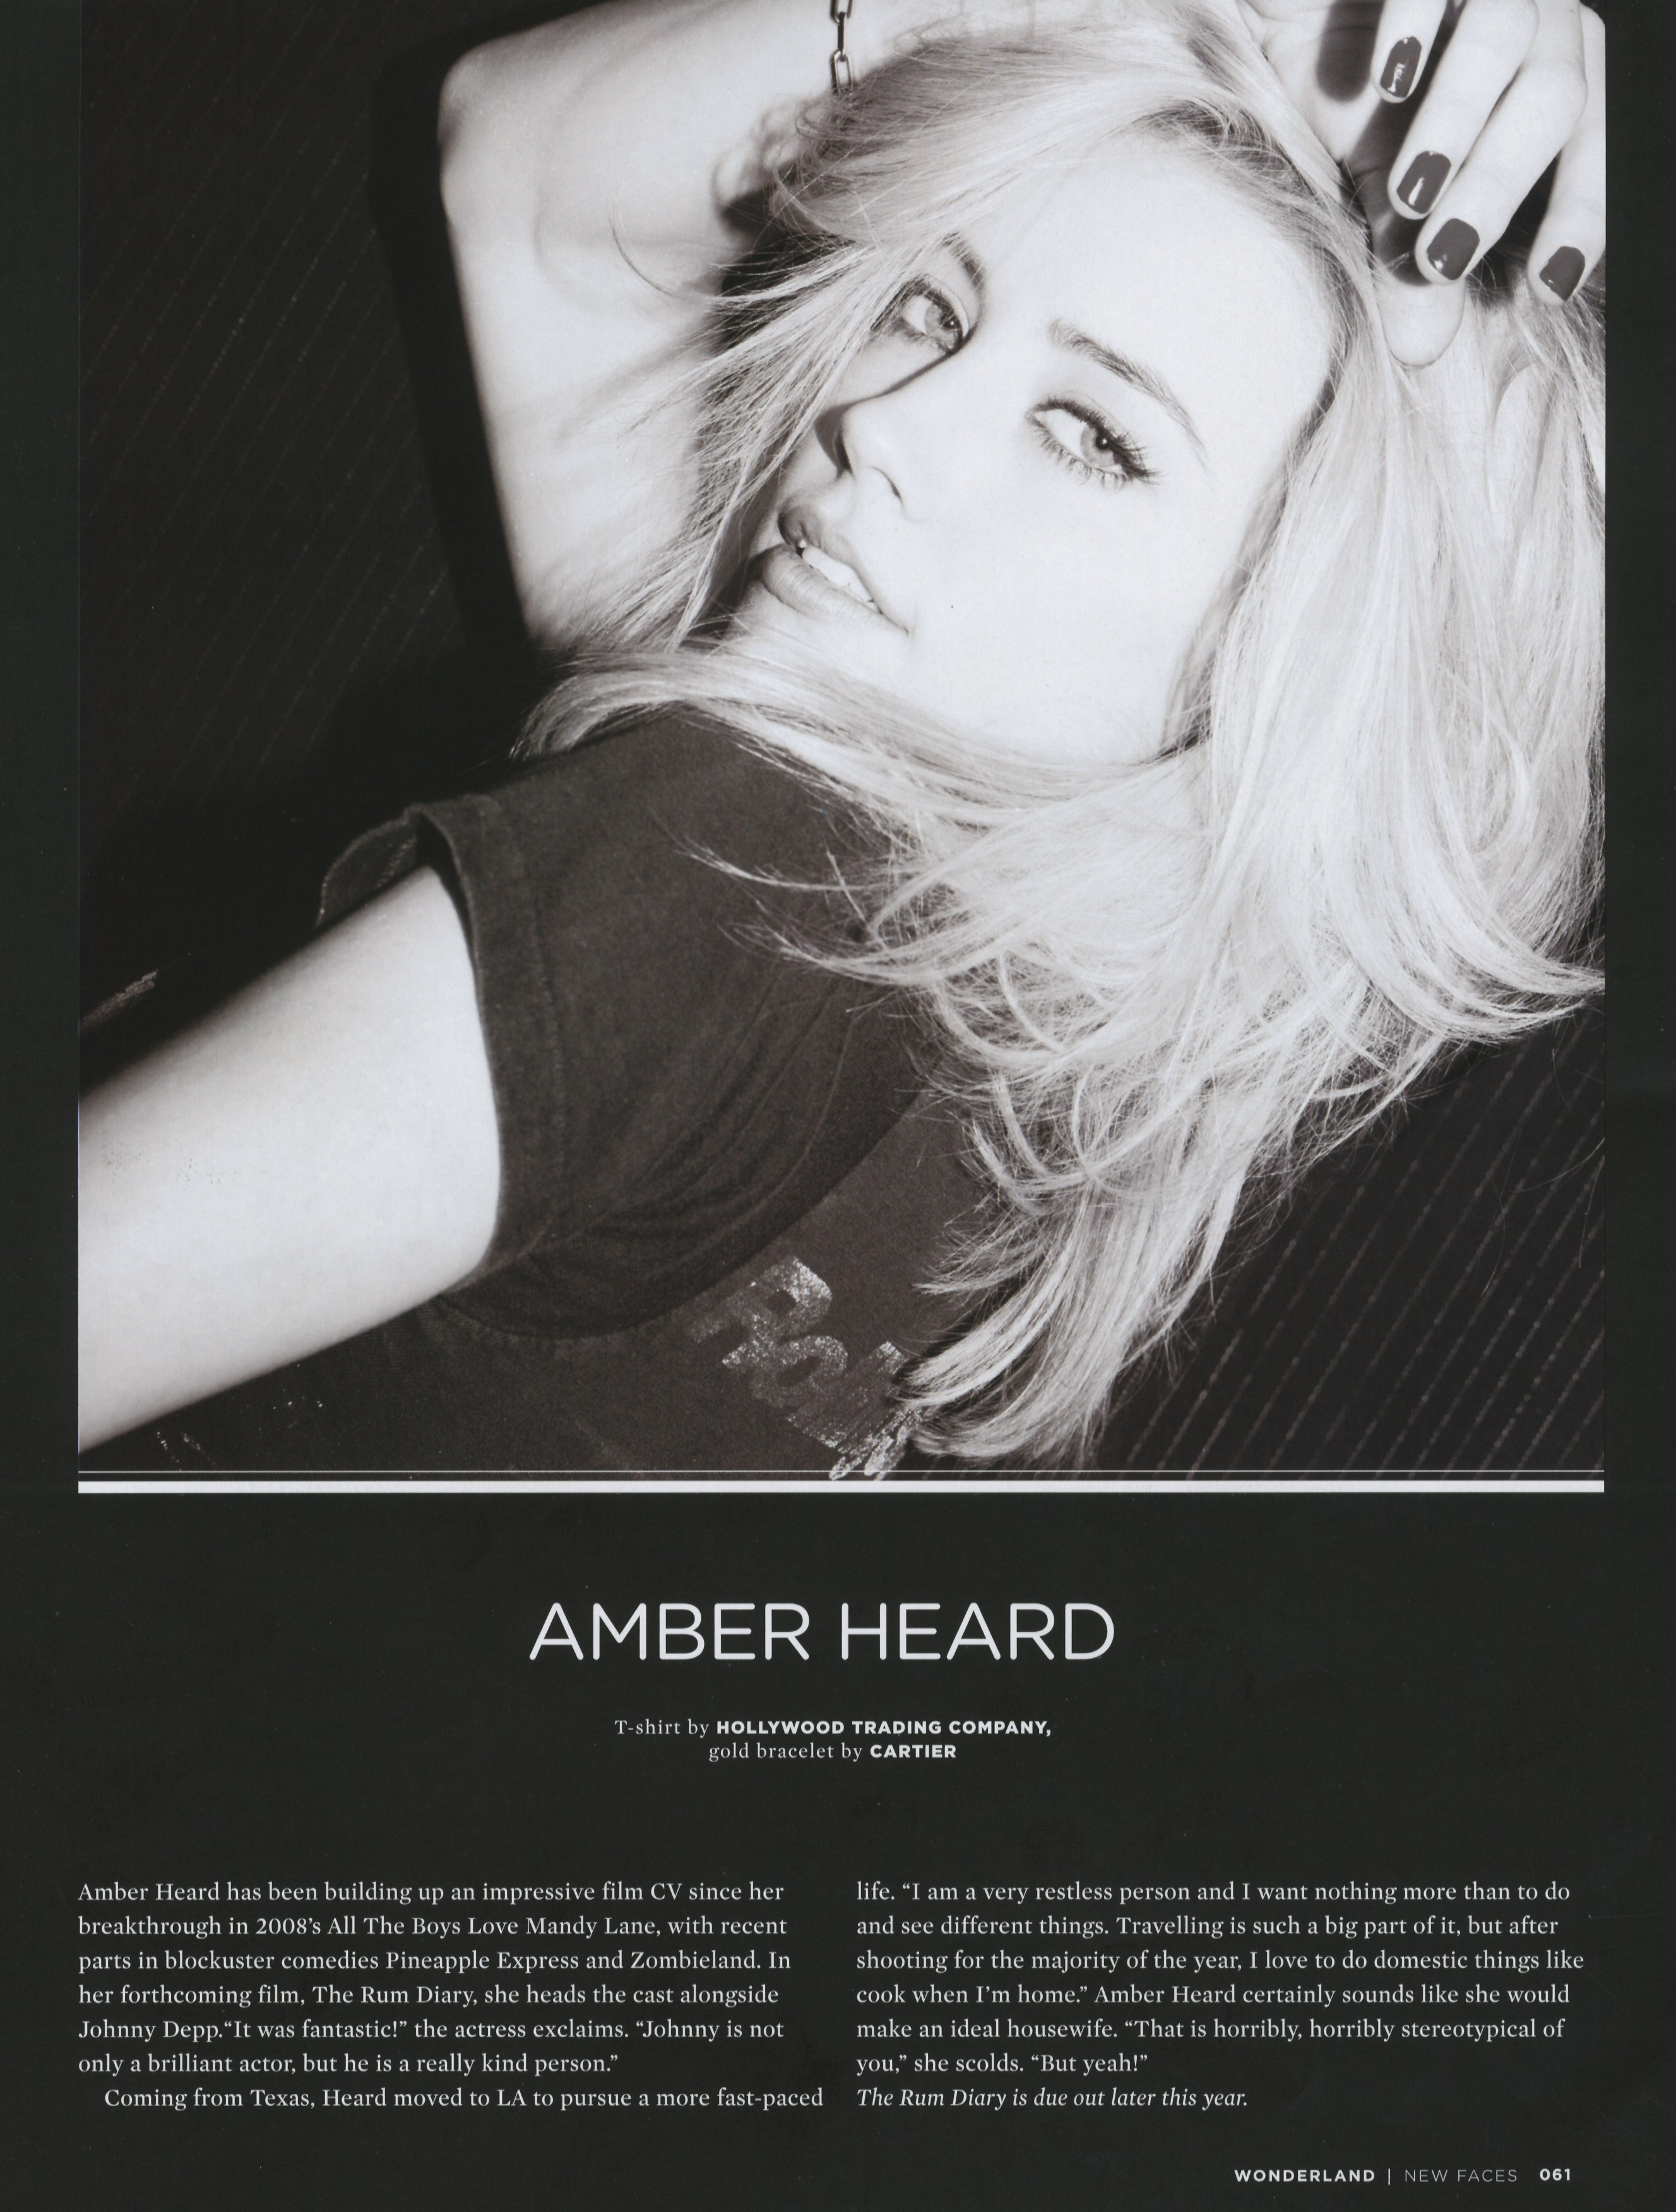 AMBER HEARD
T-shirt by HOLLYWOOD TRADING COMPANY,
gold bracelet by CARTIER
Amber Heard has been building up an impressive film CV since her
breakthrough in 2008’s All The Boys Love Mandy Lane, with recent
parts in blockuster comedies Pineapple Express and Zombieland. In
her forthcoming film, The Rum Diary, she heads the cast alongside
Johnny Depp.“It was fantastic!” the actress exclaims. “Johnny is not
only a brilliant actor, but he is a really kind person.”
Coming from Texas, Heard moved to LA to pursue a more fast-paced
life. “I am a very restless person and I want nothing more than to do
and see different things. Travelling is such a big part of it, but after
shooting for the majority of the year, I love to do domestic things like
cook when I’m home.” Amber Heard certainly sounds like she would
make an ideal housewife. “That is horribly, horribly stereotypical of
you,” she scolds. “But yeah!”
The Rum Diary is due out later this year.
WONDERLAND | NEW FACES 061